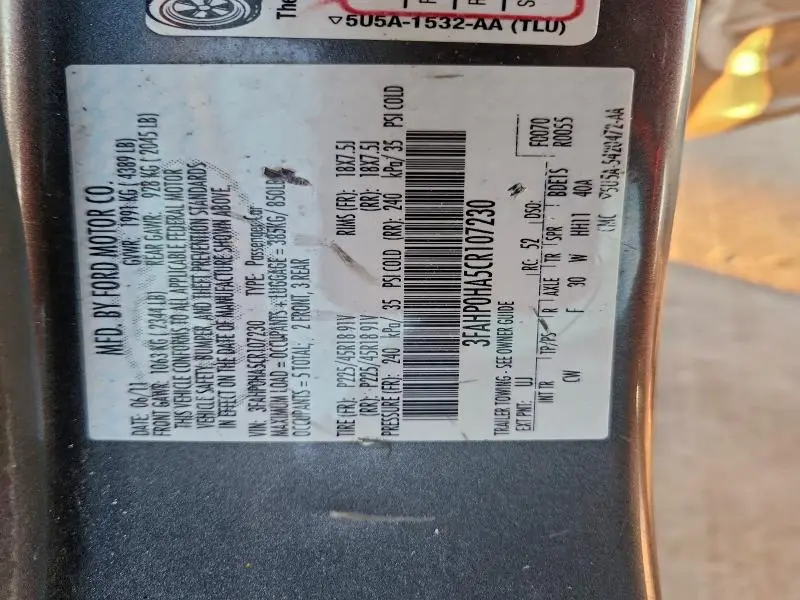 The
5U5A-1532-AA (TLU)
MFD. BY FORD MOTOR CO.
DATE: 06/11 GVWR: 1991 KG ( 4389 LB)
FRONT GAWR: 1063 KG ( 2344 LB) REAR GAWR: 928 KG ( 2045 LB)
THIS VEHICLE CONFORMS TO ALL APPLICABLE FEDERAL MOTOR
VEHICLE SAFETY, BUMPER, AND THEFT PREVENTION STANDARDS
IN EFFECT ON THE DATE OF MANUFACTURE SHOWN ABOVE.
VIN: 3FAHP0HA5CR107230 TYPE: Passenger Car
MAXIMUM LOAD = OCCUPANTS + LUGGAGE = 385KG/ 850LB
OCCUPANTS = 5 TOTAL, 2 FRONT, 3 REAR
TIRE (FR): P225/45R18 91V RIMS (FR): 18X7.5J
(RR): P225/45R18 91V (RR): 18X7.5J
PRESSURE (FR): 240 kPa/ 35 PSI COLD (RR): 240 kPa/ 35 PSI COLD
3FAHP0HA5CR107230
TRAILER TOWING - SEE OWNER GUIDE F0070
EXT PNT: UJ RC: 52 DSO: R0055
INT TR TP/PS R AXLE TR SPR BDETS
CW F 30 W HH11 40A
5U5A-5420472-AA